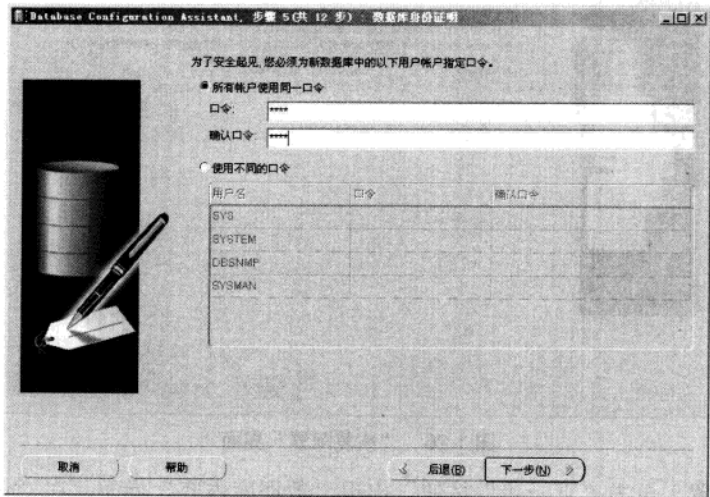 Database Configuration Assistant, 步骤 5(共 12 步) : 数据库身份证明
为了安全起见, 您必须为新数据库中的以下用户帐户指定口令。
所有帐户使用同一口令
口令: ****
确认口令: ****
使用不同的口令
用户名 口令 确认口令
SYS
SYSTEM
DBSNMP
SYSMAN
取消 帮助 后退(B) 下一步(N)